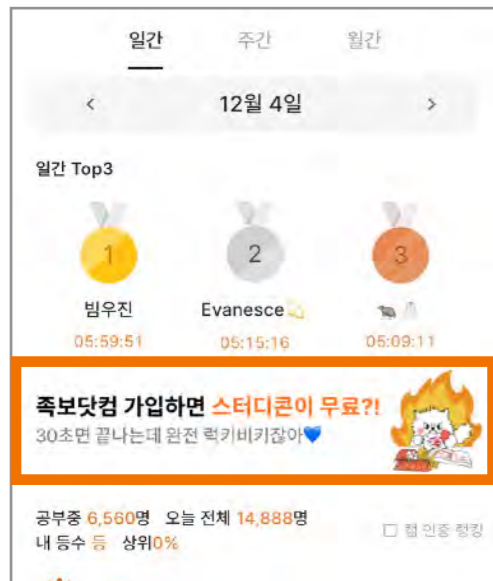 일간 주간 월간
< 12월 4일 >
일간 Top3
1 2 3
빔우진 Evanesce
05:59:51 05:15:16 05:09:11
족보닷컴 가입하면 스터디콘이 무료?!
30초면 끝나는데 완전 럭키비키잖아💙
공부중 6,560명 오늘 전체 14,888명
내 등수 등 상위0%
캠 인증 랭킹